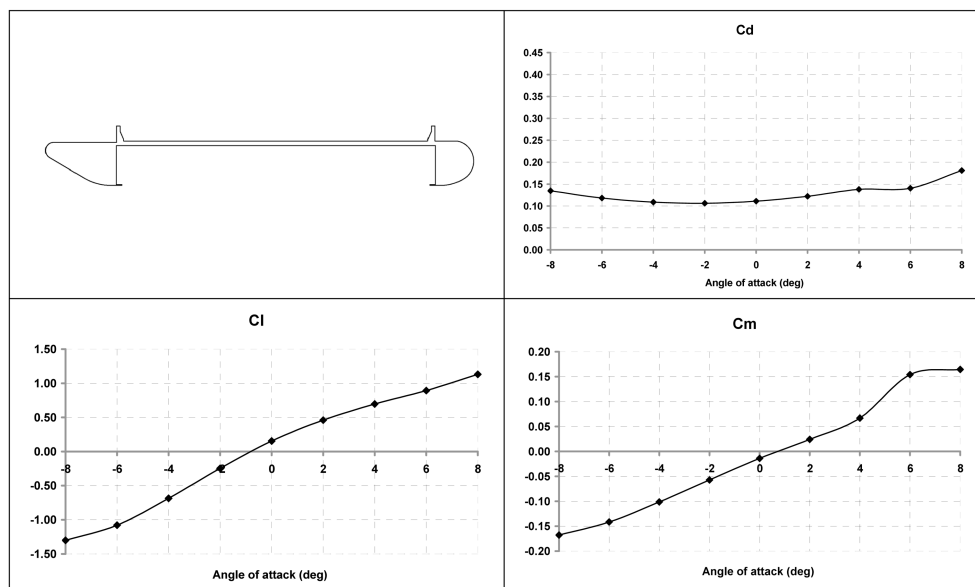 Cd
0.45
0.40
0.35
0.30
0.25
0.20
0.15
0.10
0.05
0.00
-8 -6 -4 -2 0 2 4 6 8
Angle of attack (deg)
Cl
1.50
1.00
0.50
0.00
-0.50
-1.00
-1.50
-8 -6 -4 -2 0 2 4 6 8
Angle of attack (deg)
Cm
0.20
0.15
0.10
0.05
0.00
-0.05
-0.10
-0.15
-0.20
-8 -6 -4 -2 0 2 4 6 8
Angle of attack (deg)